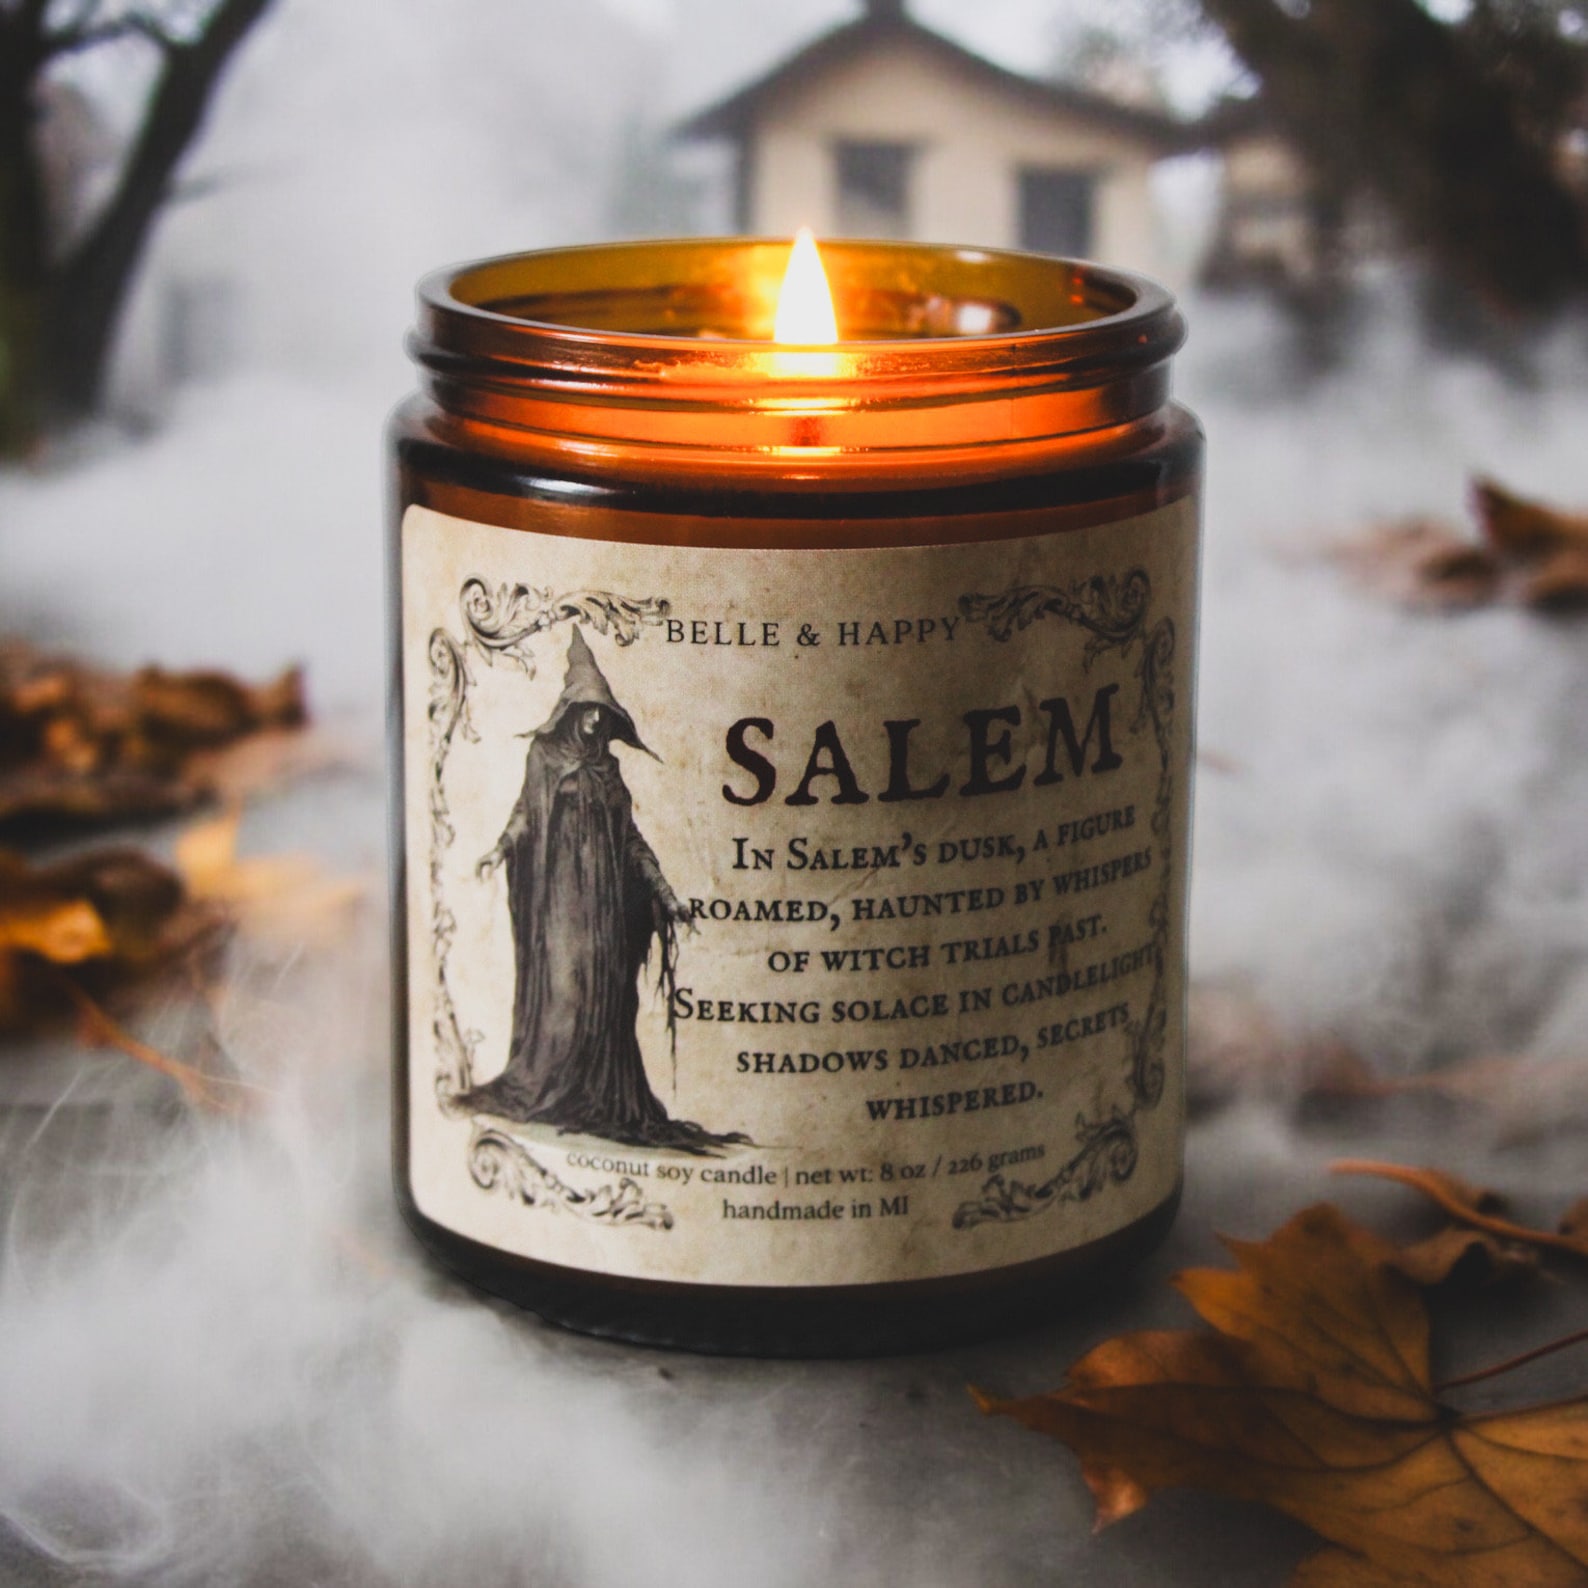 BELLE & HAPPY
SALEM
In Salem's dusk, a figure
roamed, haunted by whispers
of witch trials past.
Seeking solace in candlelight
shadows danced, secrets
whispered.
coconut soy candle | net wt: 8 oz / 226 grams
handmade in MI